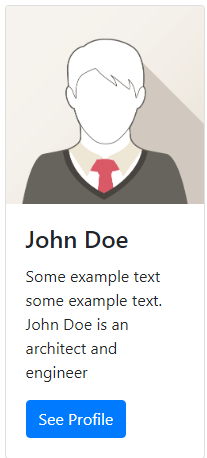 John Doe
Some example text
some example text.
John Doe is an
architect and
engineer
See Profile